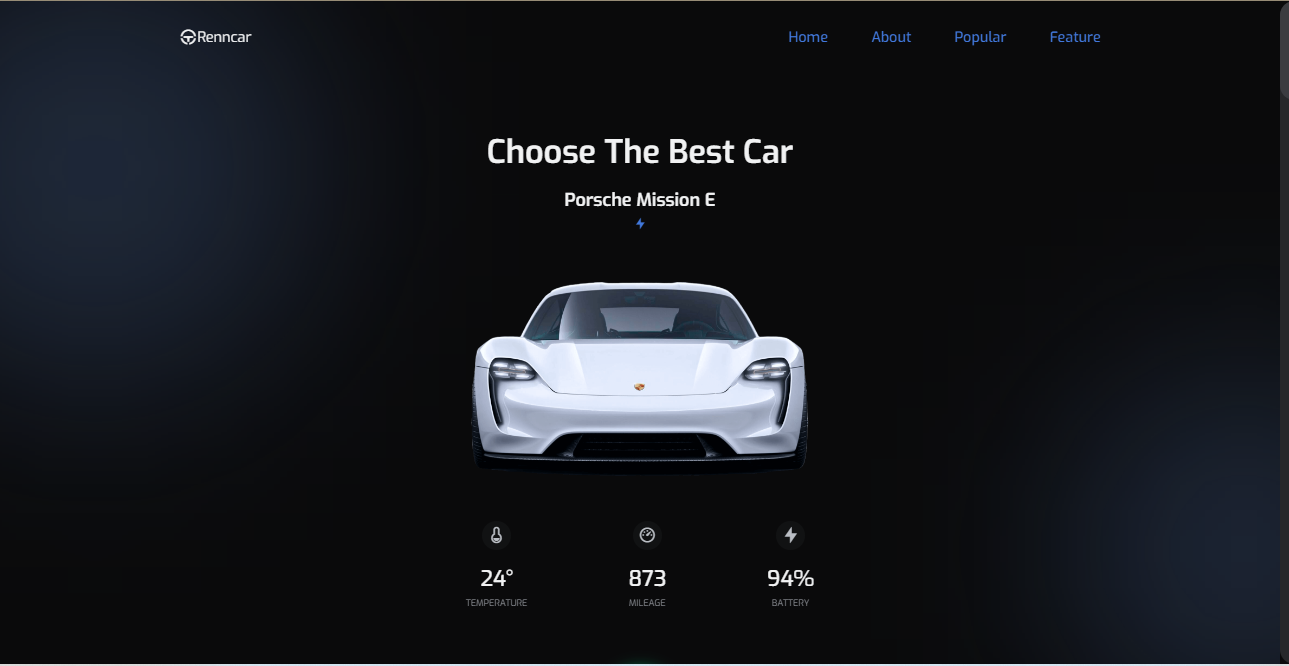 Renncar
Home About Popular Feature
Choose The Best Car
Porsche Mission E
24° 873 94%
TEMPERATURE MILEAGE BATTERY